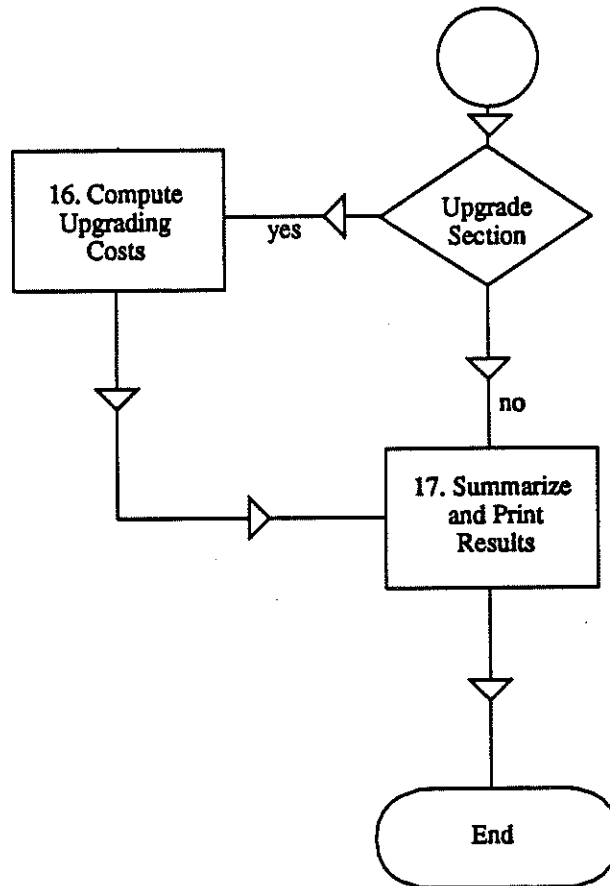 Upgrade
Section
yes
16. Compute
Upgrading
Costs
no
17. Summarize
and Print
Results
End